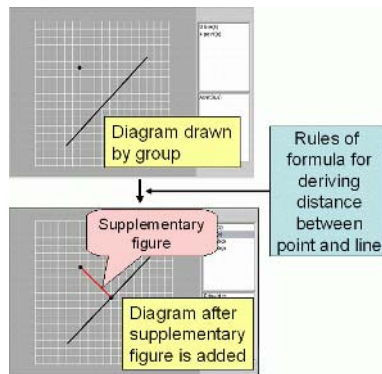 Diagram drawn
by group
Rules of
formula for
deriving
distance
between
point and line
Supplementary
figure
Diagram after
supplementary
figure is added